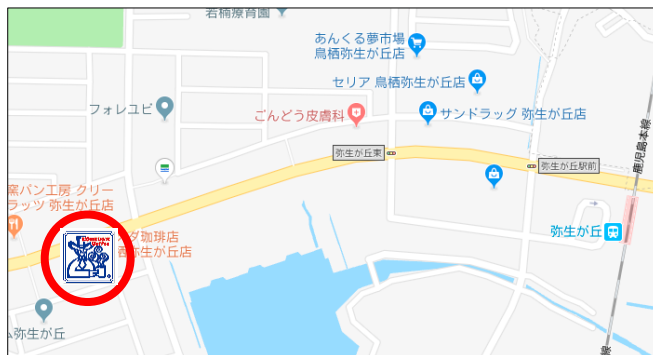 若楠療育園
あんくる夢市場
鳥栖弥生が丘店
セリア 鳥栖弥生が丘店
フォレユビ
ごんどう皮膚科
サンドラッグ 弥生が丘店
鹿児島本線
弥生が丘東
弥生が丘駅前
窯パン工房 クリー
ラッツ 弥生が丘店
弥生が丘
メダ珈琲店
西弥生が丘店
ム弥生が丘
線